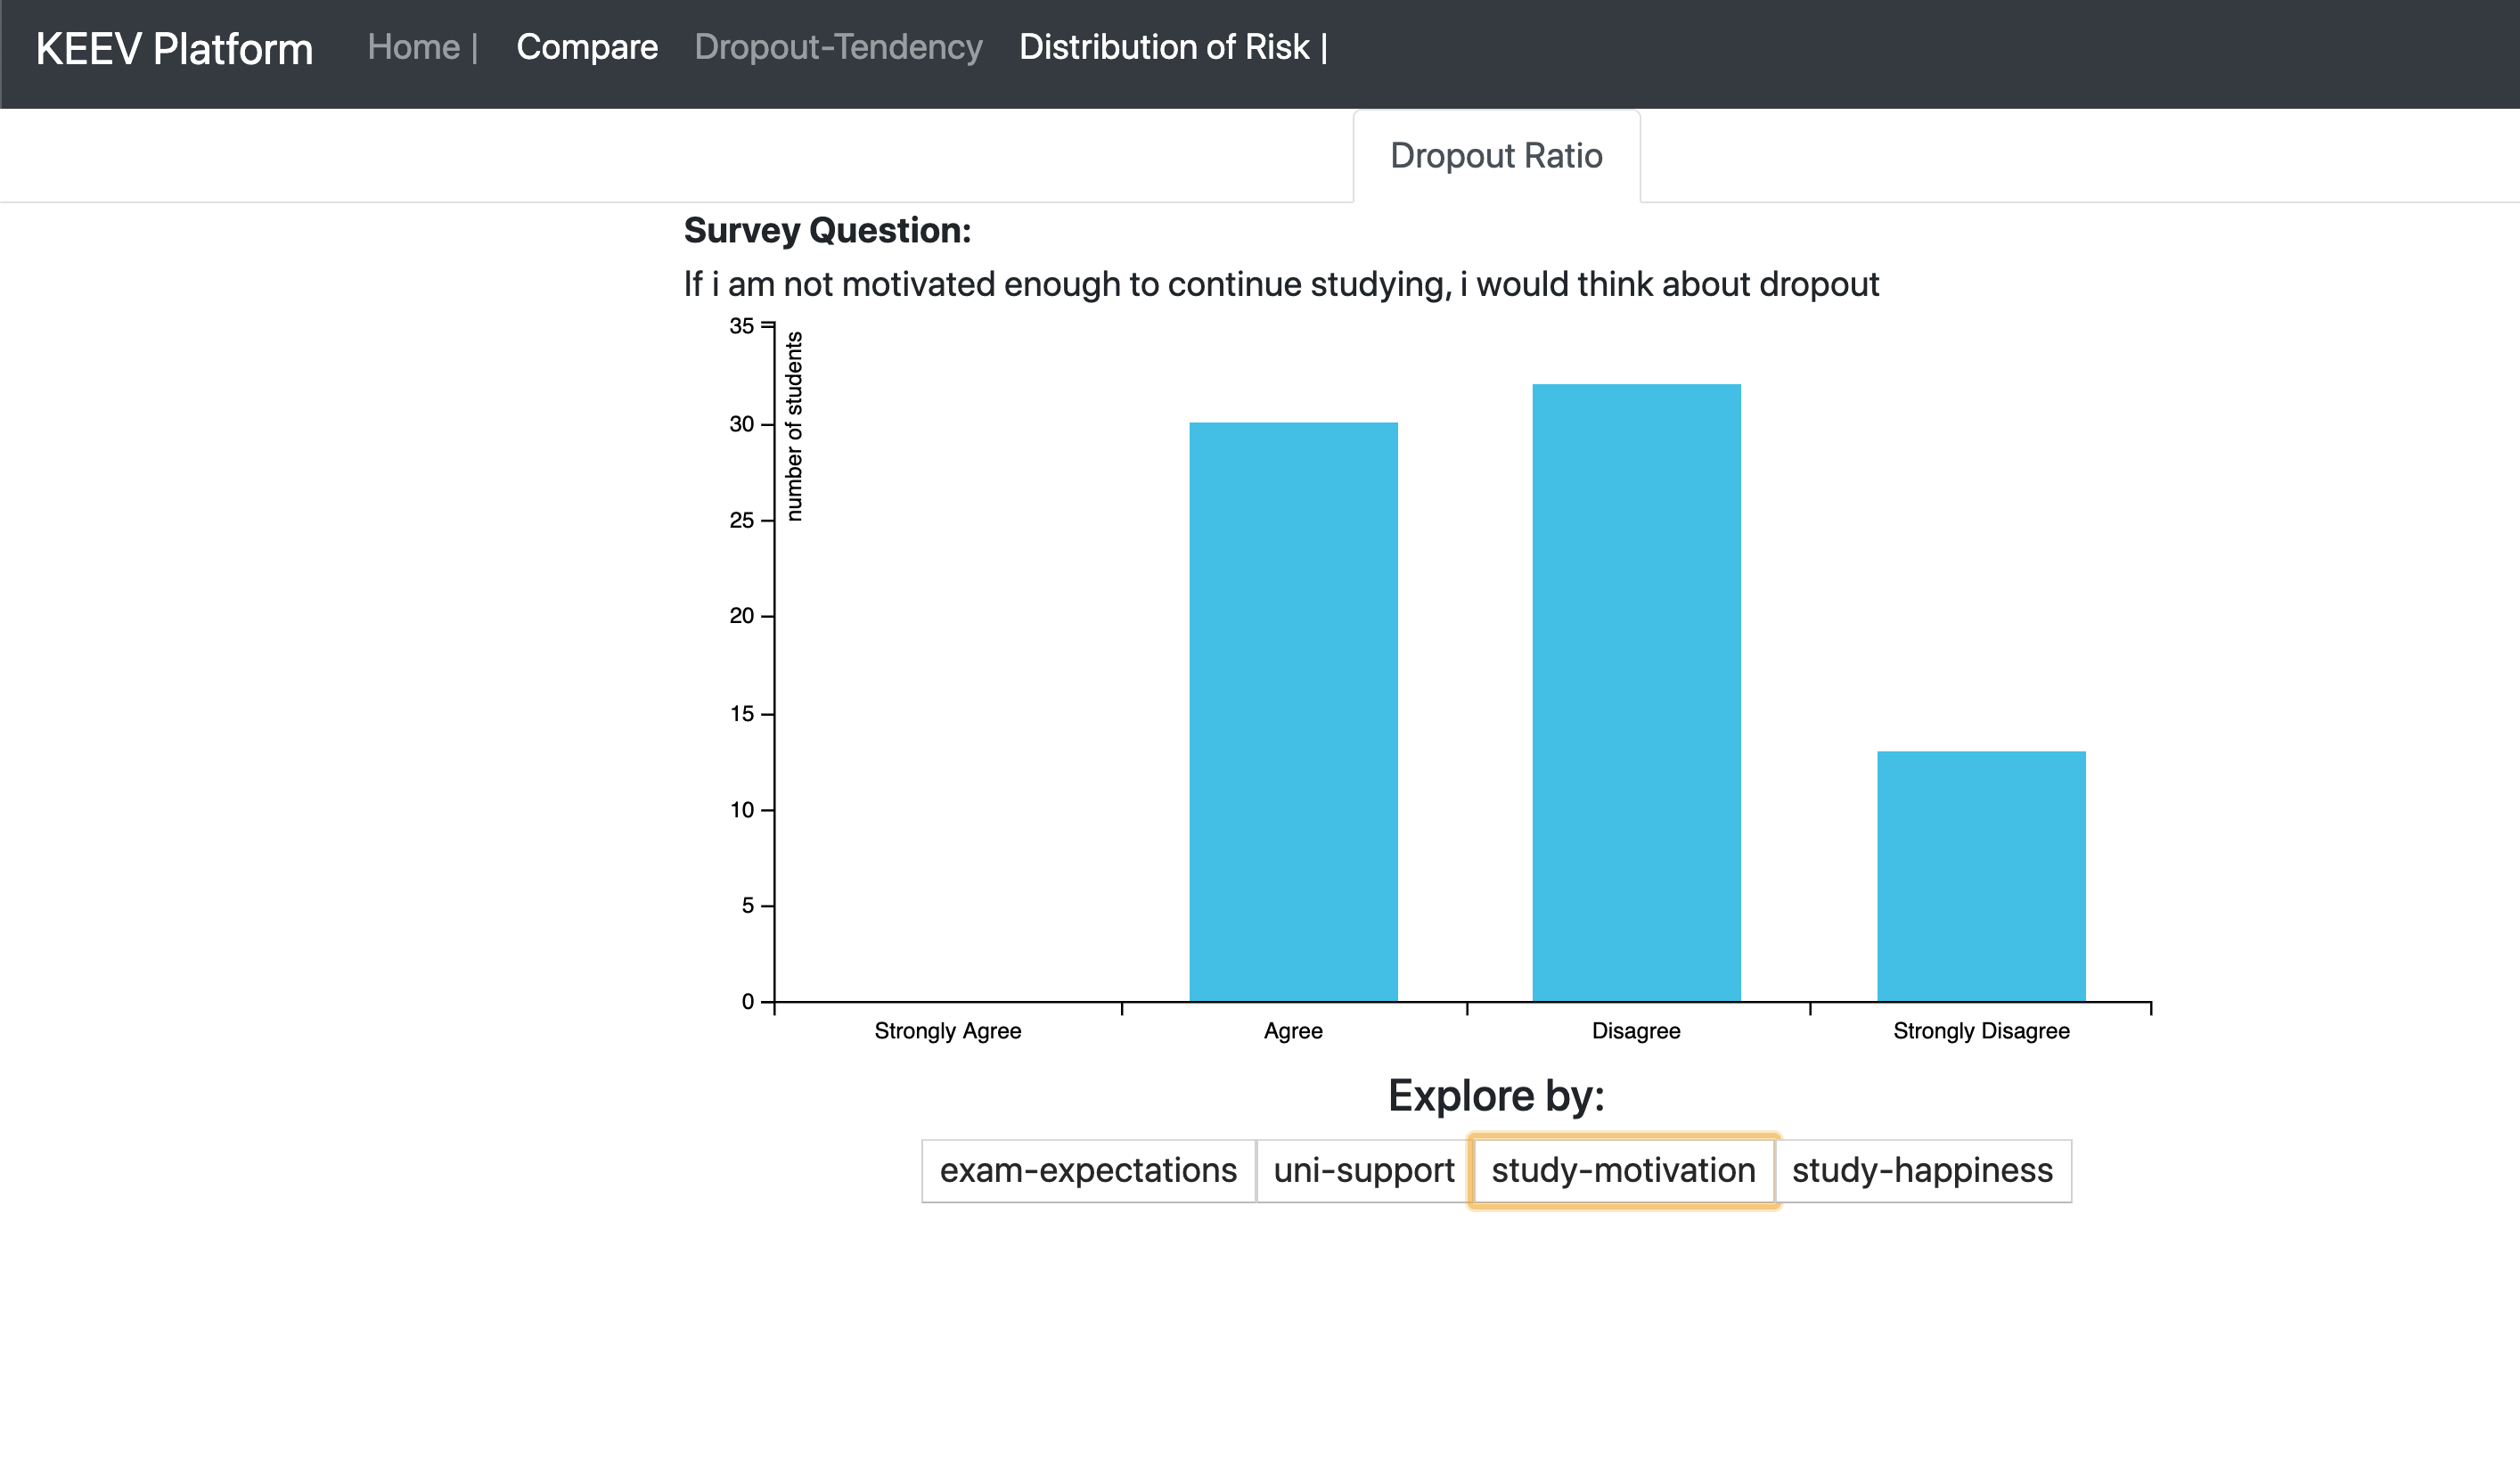 KEEV Platform Home | Compare Dropout-Tendency Distribution of Risk |
Dropout Ratio
Survey Question:
If i am not motivated enough to continue studying, i would think about dropout
number of students
35
30
25
20
15
10
5
0
Strongly Agree Agree Disagree Strongly Disagree
Explore by:
exam-expectations uni-support study-motivation study-happiness